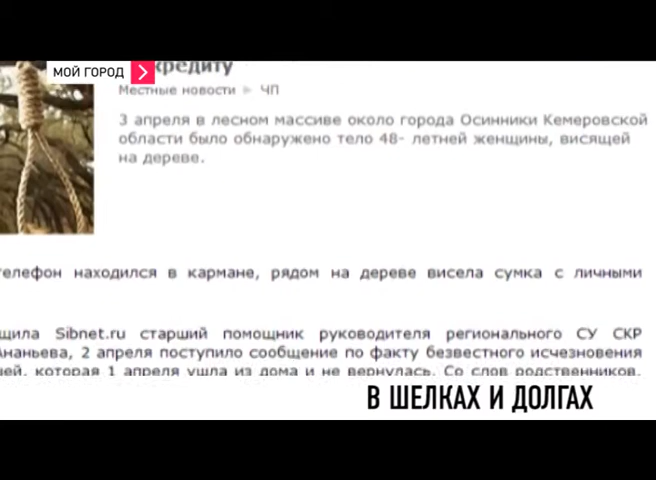 МОЙ ГОРОД
кредиту
Местные новости ЧП
3 апреля в лесном массиве около города Осинники Кемеровской
области было обнаружено тело 48- летней женщины, висящей
на дереве.
телефон находился в кармане, рядом на дереве висела сумка с личными
щила Sibnet.ru старший помощник руководителя регионального СУ СКР
Ананьева, 2 апреля поступило сообщение по факту безвестного исчезновения
шей, которая 1 апреля ушла из дома и не вернулась. Со слов родственников,
В ШЕЛКАХ И ДОЛГАХ